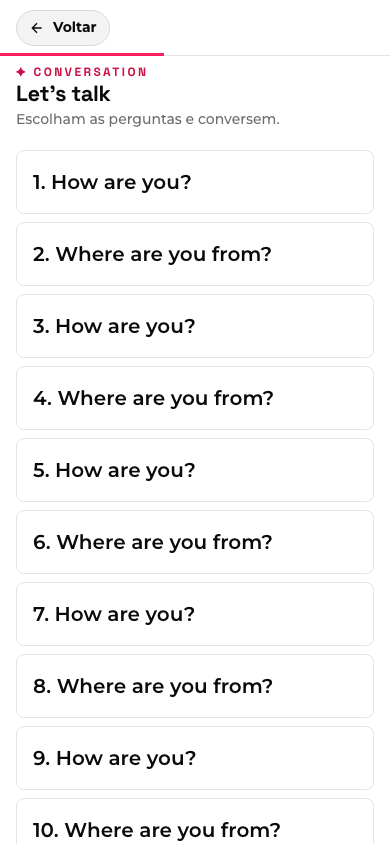 ← Voltar
✦ CONVERSATION
Let's talk
Escolham as perguntas e conversem.
1. How are you?
2. Where are you from?
3. How are you?
4. Where are you from?
5. How are you?
6. Where are you from?
7. How are you?
8. Where are you from?
9. How are you?
10. Where are you from?